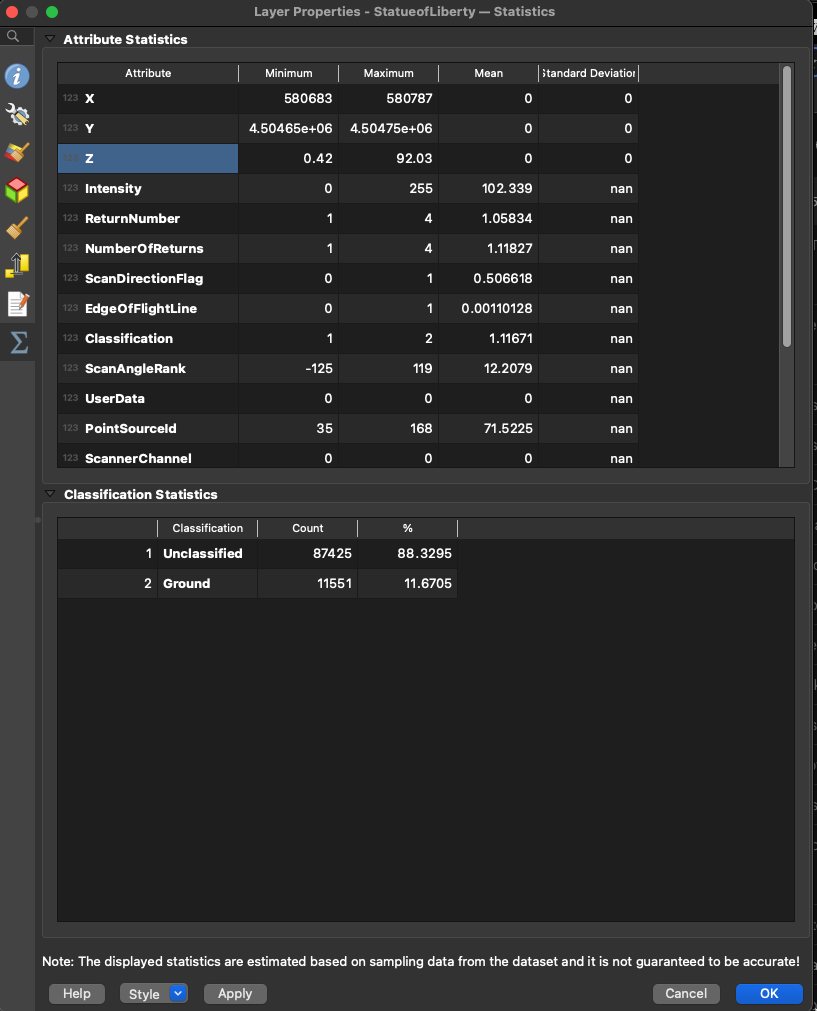 Layer Properties - StatueofLiberty — Statistics
Attribute Statistics
Attribute Minimum Maximum Mean Standard Deviation
123 X 580683 580787 0 0
123 Y 4.50465e+06 4.50475e+06 0 0
123 Z 0.42 92.03 0 0
123 Intensity 0 255 102.339 nan
123 ReturnNumber 1 4 1.05834 nan
123 NumberOfReturns 1 4 1.11827 nan
123 ScanDirectionFlag 0 1 0.506618 nan
123 EdgeOfFlightLine 0 1 0.00110128 nan
123 Classification 1 2 1.11671 nan
123 ScanAngleRank -125 119 12.2079 nan
123 UserData 0 0 0 nan
123 PointSourceId 35 168 71.5225 nan
123 ScannerChannel 0 0 0 nan
Classification Statistics
Classification Count %
1 Unclassified 87425 88.3295
2 Ground 11551 11.6705
Note: The displayed statistics are estimated based on sampling data from the dataset and it is not guaranteed to be accurate!
Help Style Apply Cancel OK